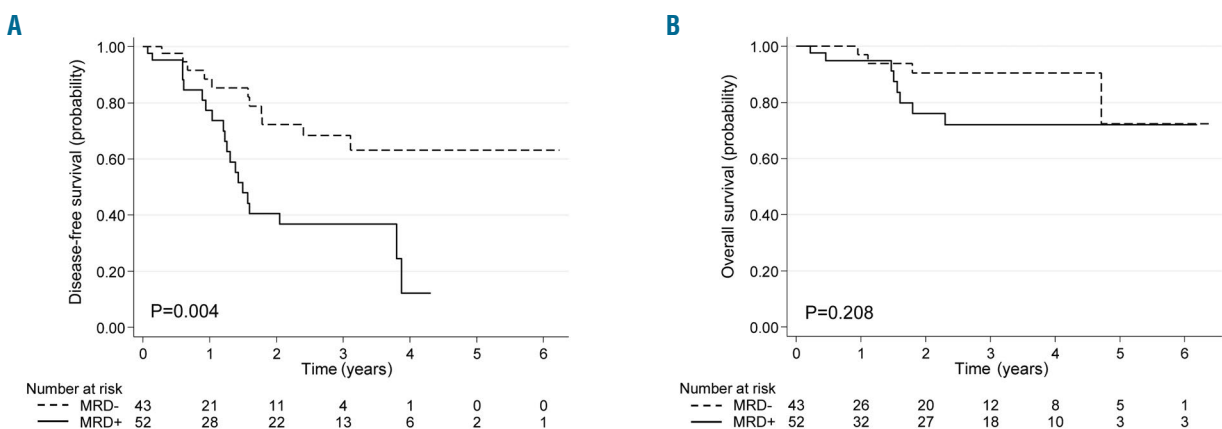 A
Disease-free survival (probability)
1.00
0.80
0.60
0.40
0.20
0.00
P=0.004
0 1 2 3 4 5 6
Time (years)
Number at risk
MRD- 43 21 11 4 1 0 0
MRD+ 52 28 22 13 6 2 1
B
Overall survival (probability)
1.00
0.80
0.60
0.40
0.20
0.00
P=0.208
0 1 2 3 4 5 6
Time (years)
Number at risk
MRD- 43 26 20 12 8 5 1
MRD+ 52 32 27 18 10 3 3